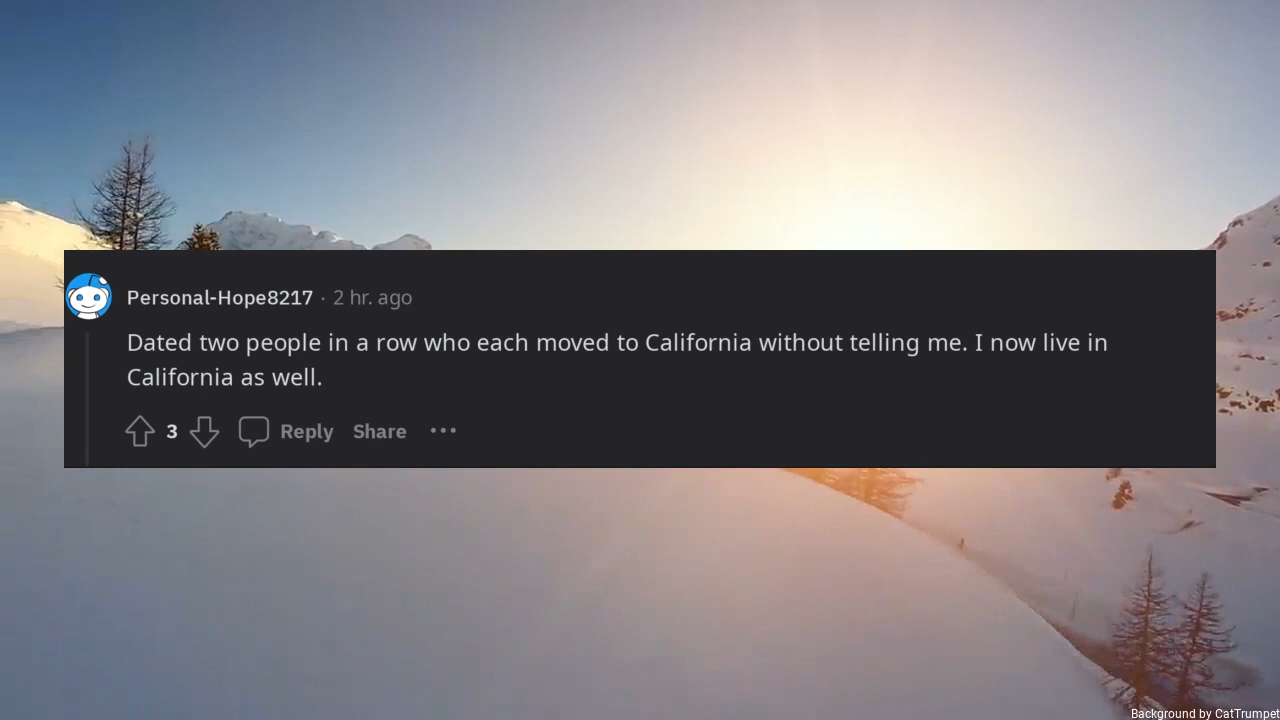 Personal-Hope8217 · 2 hr. ago
Dated two people in a row who each moved to California without telling me. I now live in
California as well.
3 Reply Share ...
Background by CatTrumpet